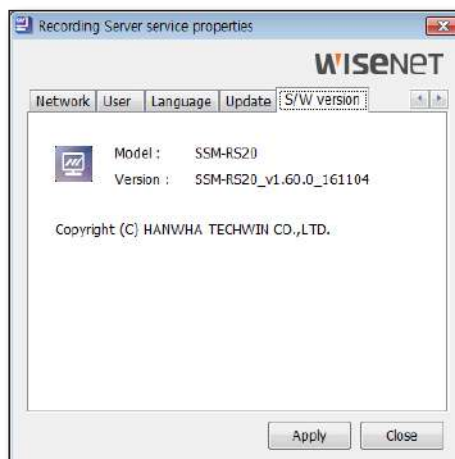 Recording Server service properties
WISENET
Network User Language Update S/W version
Model : SSM-RS20
Version : SSM-RS20_v1.60.0_161104
Copyright (C) HANWHA TECHWIN CO.,LTD.
Apply Close